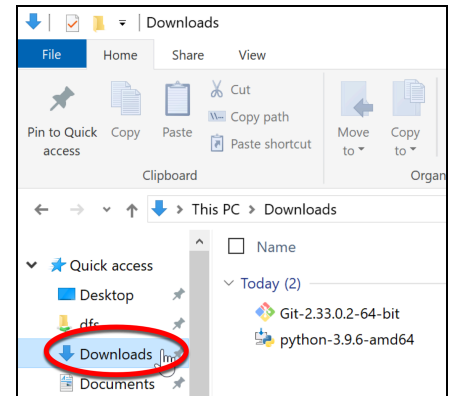 Downloads
File Home Share View
Pin to Quick access
Copy
Paste
Cut
Copy path
Paste shortcut
Move to
Copy to
Clipboard
Organ
This PC > Downloads
Name
Quick access
Today (2)
Desktop
Git-2.33.0.2-64-bit
dfs
python-3.9.6-amd64
Downloads
Documents